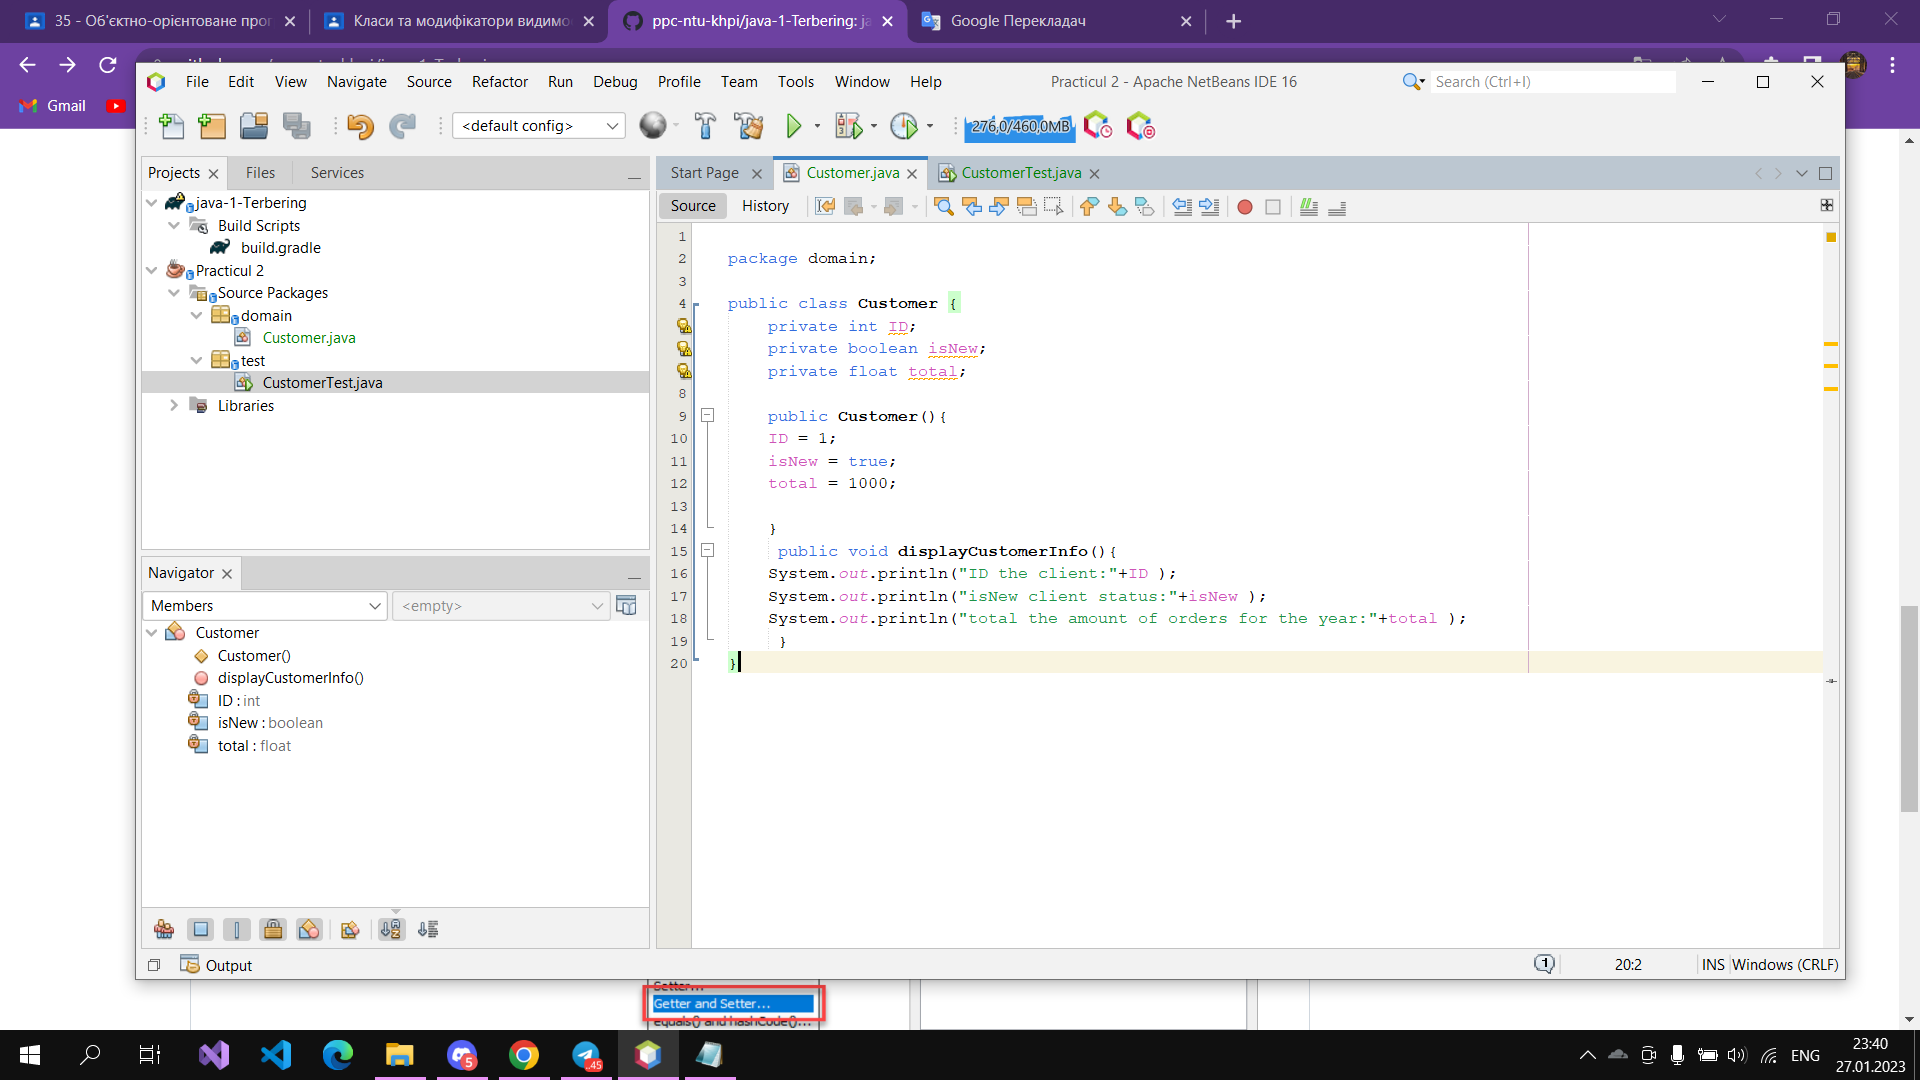 35 - Об'єктно-орієнтоване прог
Класи та модифікатори видимо
ppc-ntu-khpi/java-1-Terbering: ja
Google Перекладач
Gmail
File Edit View Navigate Source Refactor Run Debug Profile Team Tools Window Help
Practicul 2 - Apache NetBeans IDE 16
Search (Ctrl+I)
<default config>
276,0/460,0MB
Projects
Files
Services
java-1-Terbering
Build Scripts
build.gradle
Practicul 2
Source Packages
domain
Customer.java
test
CustomerTest.java
Libraries
Navigator
Members
<empty>
Customer
Customer()
displayCustomerInfo()
ID : int
isNew : boolean
total : float
Start Page
Customer.java
CustomerTest.java
Source
History
1
2 package domain;
3
4 public class Customer {
private int ID;
private boolean isNew;
private float total;
8
9 public Customer(){
10 ID = 1;
11 isNew = true;
12 total = 1000;
13
14 }
15 public void displayCustomerInfo(){
16 System.out.println("ID the client:"+ID );
17 System.out.println("isNew client status:"+isNew );
18 System.out.println("total the amount of orders for the year:"+total );
19 }
20 }
Output
1
20:2
INS
Windows (CRLF)
Setter...
Getter and Setter...
equals() and hashCode()...
5
45
ENG
23:40
27.01.2023